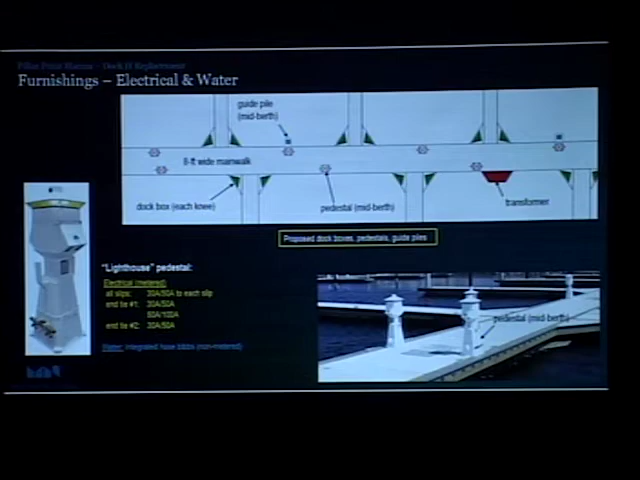 Pillar Point Marina – Dock H Replacement
Furnishings – Electrical & Water
guide pile
(mid-berth)
8-ft wide mainwalk
dock box (each knee)
pedestal (mid-berth)
transformer
Proposed dock boxes, pedestals, guide piles
"Lighthouse" pedestal:
Electrical (metered)
all slips: 30A/50A to each slip
end tie #1: 30A/50A
50A/100A
end tie #2: 30A/50A
Water: integrated hose bibbs (non-metered)
pedestal (mid-berth)